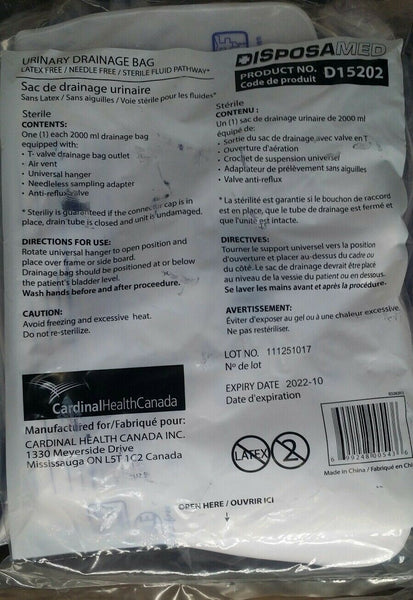 URINARY DRAINAGE BAG
LATEX FREE / NEEDLE FREE / STERILE FLUID PATHWAY*
Sac de drainage urinaire
Sans Latex / Sans aiguilles / Voie stérile pour les fluides*
Sterile
CONTENTS:
One (1) each 2000 ml drainage bag
equipped with:
• T- valve drainage bag outlet
• Air vent
• Universal hanger
• Needleless sampling adapter
• Anti-reflux valve
* Steriliy is guaranteed if the connector cap is in
place, drain tube is closed and unit is undamaged.
DIRECTIONS FOR USE:
Rotate universal hanger to open position and
place over frame or side board.
Drainage bag should be positioned at or below
the patient's bladder level.
Wash hands before and after procedure.
CAUTION:
Avoid freezing and excessive heat.
Do not re-sterilize.
CardinalHealthCanada
Manufactured for/Fabriqué pour:
CARDINAL HEALTH CANADA INC.
1330 Meyerside Drive
Mississauga ON L5T 1C2 Canada
DISPOSAMED
PRODUCT NO. D15202
Code de produit
Stérile
CONTENU :
Un (1) sac de drainage urinaire de 2000 ml
équipé de:
• Sortie du sac de drainage avec valve en T
• Ouverture d'aération
• Crochet de suspension universel
• Adaptateur de prélèvement sans aiguilles
• Valve anti-reflux
*La stérilité est garantie si le bouchon de raccord
est en place, que le tube de drainage est fermé et
que l'unité est intacte.
DIRECTIVES:
Tourner le support universel vers la position
d'ouverture et placer au-dessus du cadre ou
du côté. Le sac de drainage devrait être placé
au niveau de la vessie du patient ou en dessous.
Se laver les mains avant et après la procédure.
AVERTISSEMENT:
Éviter d'exposer au gel ou à une chaleur excessive.
Ne pas restériliser.
LOT NO. 111251017
Nº de lot
EXPIRY DATE 2022-10
Date d'expiration
LATEX
2
6 99248 00543 6
Made in China / Fabriqué en Ch
OPEN HERE / OUVRIR ICI